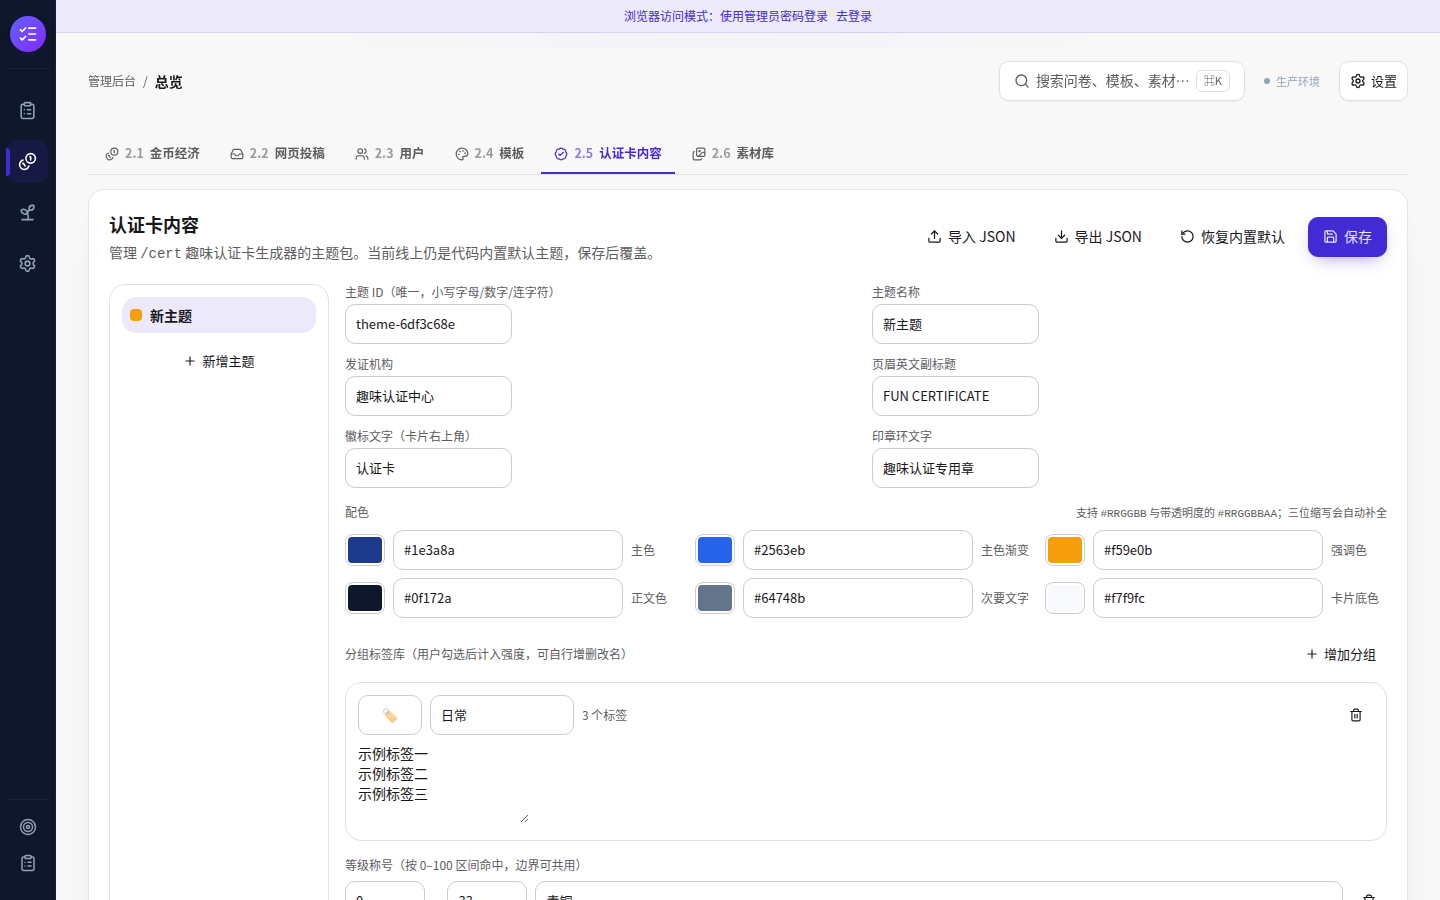 浏览器访问模式：使用管理员密码登录 去登录
管理后台 / 总览
搜索问卷、模板、素材… ⌘K
生产环境
设置
2.1 金币经济
2.2 网页投稿
2.3 用户
2.4 模板
2.5 认证卡内容
2.6 素材库
认证卡内容
管理 /cert 趣味认证卡生成器的主题包。当前线上仍是代码内置默认主题，保存后覆盖。
导入 JSON
导出 JSON
恢复内置默认
保存
新主题
新增主题
主题 ID（唯一，小写字母/数字/连字符）
主题名称
theme-6df3c68e
新主题
发证机构
页眉英文副标题
趣味认证中心
FUN CERTIFICATE
徽标文字（卡片右上角）
印章环文字
认证卡
趣味认证专用章
配色
支持 #RRGGBB 与带透明度的 #RRGGBBAA；三位缩写会自动补全
#1e3a8a 主色
#2563eb 主色渐变
#f59e0b 强调色
#0f172a 正文色
#64748b 次要文字
#f7f9fc 卡片底色
分组标签库（用户勾选后计入强度，可自行增删改名）
增加分组
日常
3 个标签
示例标签一
示例标签二
示例标签三
等级称号（按 0–100 区间命中，边界可共用）
0
33
青铜